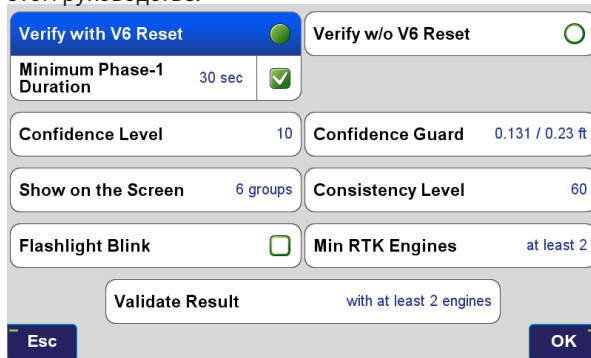 этом руководстве.
Verify with V6 Reset
Verify w/o V6 Reset
Minimum Phase-1 Duration
30 sec
Confidence Level 10
Confidence Guard 0.131 / 0.23 ft
Show on the Screen 6 groups
Consistency Level 60
Flashlight Blink
Min RTK Engines at least 2
Validate Result with at least 2 engines
Esc
OK